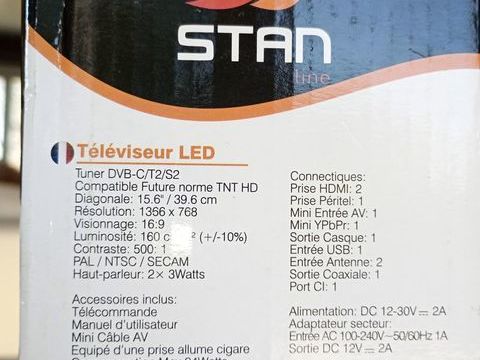 STAN
line
Téléviseur LED
Tuner DVB-C/T2/S2
Compatible Future norme TNT HD
Diagonale: 15.6" / 39.6 cm
Résolution: 1366 x 768
Visionnage: 16:9
Luminosité: 160 c ² (+/-10%)
Contraste: 500:
PAL / NTSC / SECAM
Haut-parleur: 2× 3Watts
Accessoires inclus:
Télécommande
Manuel d'utilisateur
Mini Câble AV
Equipé d'une prise allume cigare
Connectiques:
Prise HDMI: 2
Prise Péritel: 1
Mini Entrée AV: 1
Mini YPbPr: 1
Sortie Casque: 1
Entrée USB: 1
Entrée Antenne: 2
Sortie Coaxiale: 1
Port CI: 1
Alimentation: DC 12-30V⎓ 2A
Adaptateur secteur:
Entrée AC 100-240V~50/60Hz 1A
Sortie DC 12V⎓ 2A